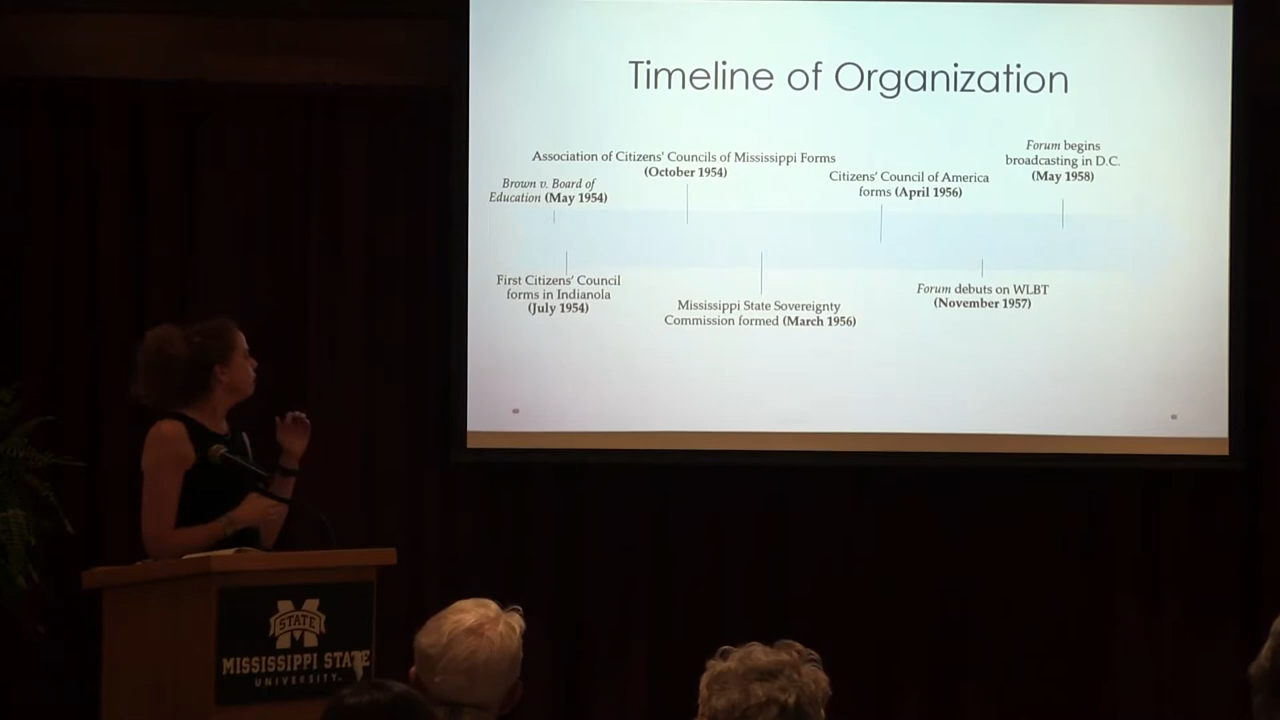 Timeline of Organization
Association of Citizens' Councils of Mississippi Forms
(October 1954)
Brown v. Board of
Education (May 1954)
Citizens' Council of America
forms (April 1956)
Forum begins
broadcasting in D.C.
(May 1958)
First Citizens' Council
forms in Indianola
(July 1954)
Mississippi State Sovereignty
Commission formed (March 1956)
Forum debuts on WLBT
(November 1957)
STATE
MISSISSIPPI STATE
UNIVERSITY